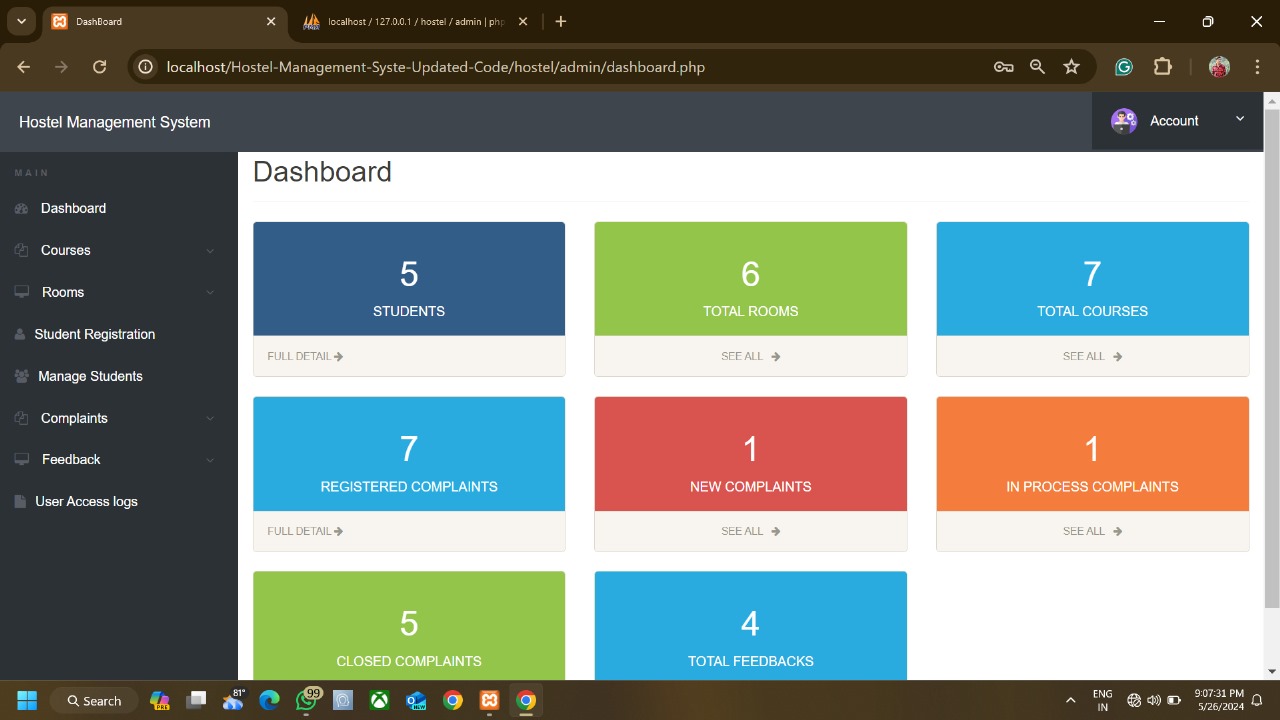 DashBoard
localhost / 127.0.0.1 / hostel / admin | php
localhost/Hostel-Management-Syste-Updated-Code/hostel/admin/dashboard.php
Hostel Management System
Account
MAIN
Dashboard
Courses
Rooms
Student Registration
Manage Students
Complaints
Feedback
User Access logs
Dashboard
5
STUDENTS
FULL DETAIL
6
TOTAL ROOMS
SEE ALL
7
TOTAL COURSES
SEE ALL
7
REGISTERED COMPLAINTS
FULL DETAIL
1
NEW COMPLAINTS
SEE ALL
1
IN PROCESS COMPLAINTS
SEE ALL
5
CLOSED COMPLAINTS
4
TOTAL FEEDBACKS
Search
PRE
81°
99
ENG
IN
9:07:31 PM
5/26/2024